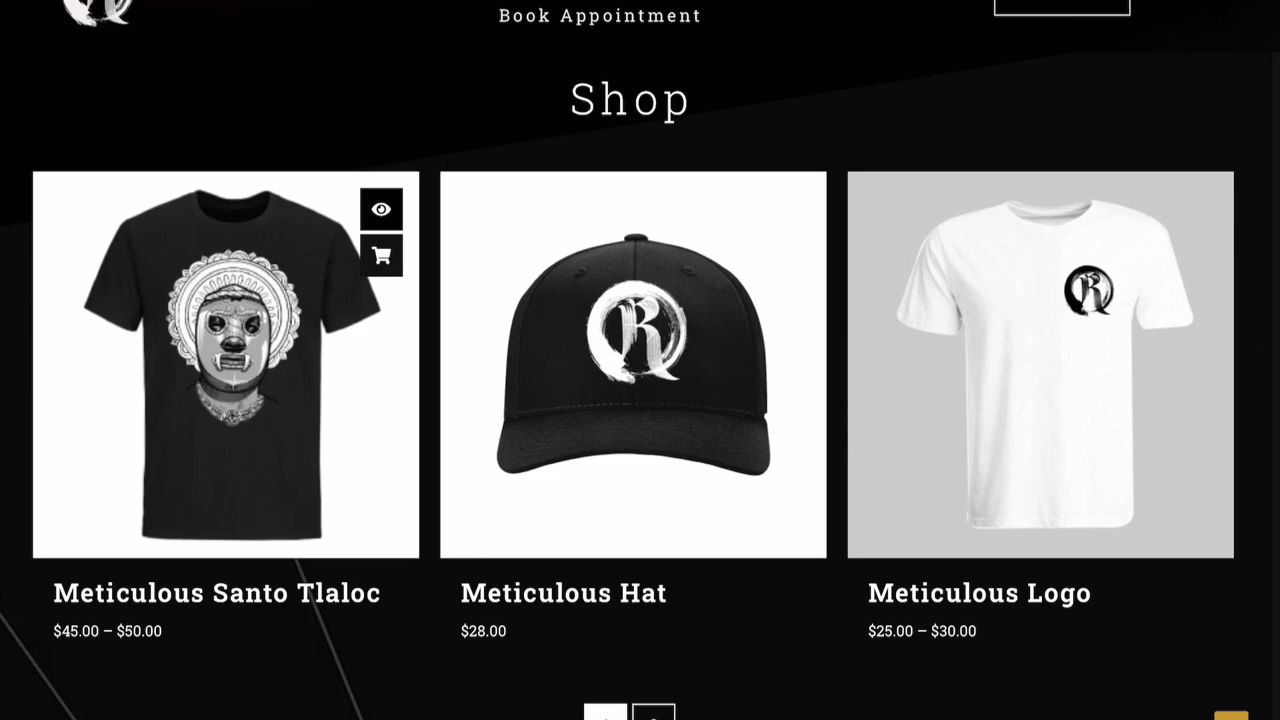 Book Appointment
Shop
Meticulous Santo Tlaloc
$45.00 – $50.00
Meticulous Hat
$28.00
Meticulous Logo
$25.00 – $30.00